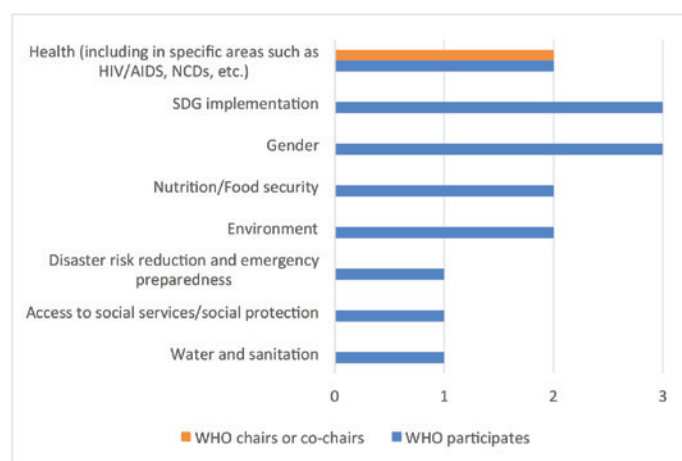 Health (including in specific areas such as
HIV/AIDS, NCDs, etc.)
SDG implementation
Gender
Nutrition/Food security
Environment
Disaster risk reduction and emergency
preparedness
Access to social services/social protection
Water and sanitation
0 1 2 3
WHO chairs or co-chairs WHO participates